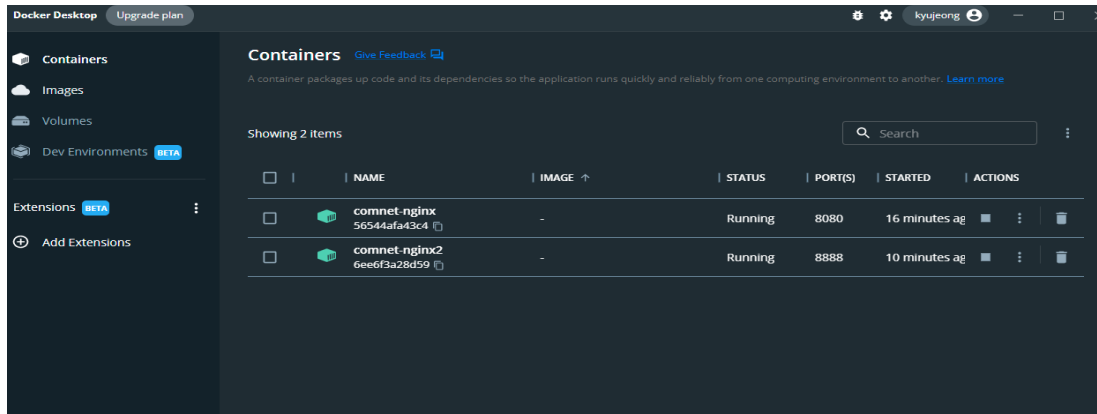 Docker Desktop Upgrade plan kyujeong
Containers
Images
Volumes
Dev Environments BETA
Extensions BETA
Add Extensions
Containers Give Feedback
A container packages up code and its dependencies so the application runs quickly and reliably from one computing environment to another. Learn more
Showing 2 items Search
NAME IMAGE ↑ STATUS PORT(S) STARTED ACTIONS
comnet-nginx - Running 8080 16 minutes ag
56544afa43c4
comnet-nginx2 - Running 8888 10 minutes ag
6ee6f3a28d59